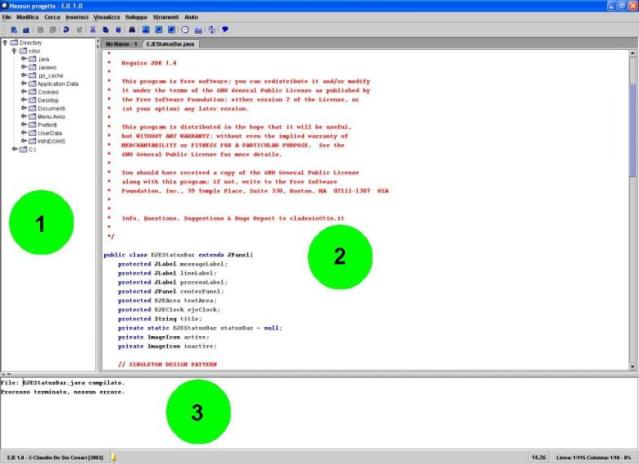 Nessun progetto - EJE 1.0
File Modifica Cerca Inserisci Visualizza Sviluppo Strumenti Aiuto
Directory
cdsc
.java
.javaws
.jpi_cache
Application Data
Cookies
Desktop
Documenti
Menu Avvio
Preferiti
UserData
WINDOWS
C:\
1
No Name - 1 EJEStatusBar.java
*
* Require JDK 1.4
*
* This program is free software; you can redistribute it and/or modify
* it under the terms of the GNU General Public License as published by
* the Free Software Foundation; either version 2 of the License, or
* (at your option) any later version.
*
* This program is distributed in the hope that it will be useful,
* but WITHOUT ANY WARRANTY; without even the implied warranty of
* MERCHANTABILITY or FITNESS FOR A PARTICULAR PURPOSE. See the
* GNU General Public License for more details.
*
* You should have received a copy of the GNU General Public License
* along with this program; if not, write to the Free Software
* Foundation, Inc., 59 Temple Place, Suite 330, Boston, MA 02111-1307 USA
*
*
* Info, Questions, Suggestions & Bugs Report to cladesio@tin.it
*
*/
public class EJEStatusBar extends JPanel{
protected JLabel messageLabel;
protected JLabel lineLabel;
protected JLabel processLabel;
protected JPanel centerPanel;
protected EJEArea textArea;
protected EJEClock ejeClock;
protected String title;
private static EJEStatusBar statusBar = null;
private ImageIcon active;
private ImageIcon inactive;
// SINGLETON DESIGN PATTERN
2
File: EJEStatusBar.java compilato.
Processo terminato, nessun errore.
3
EJE 1.0 - © Claudio De Sio Cesari (2003)
14.26 Linea: 1/115 Colonna: 1/18 - 0%